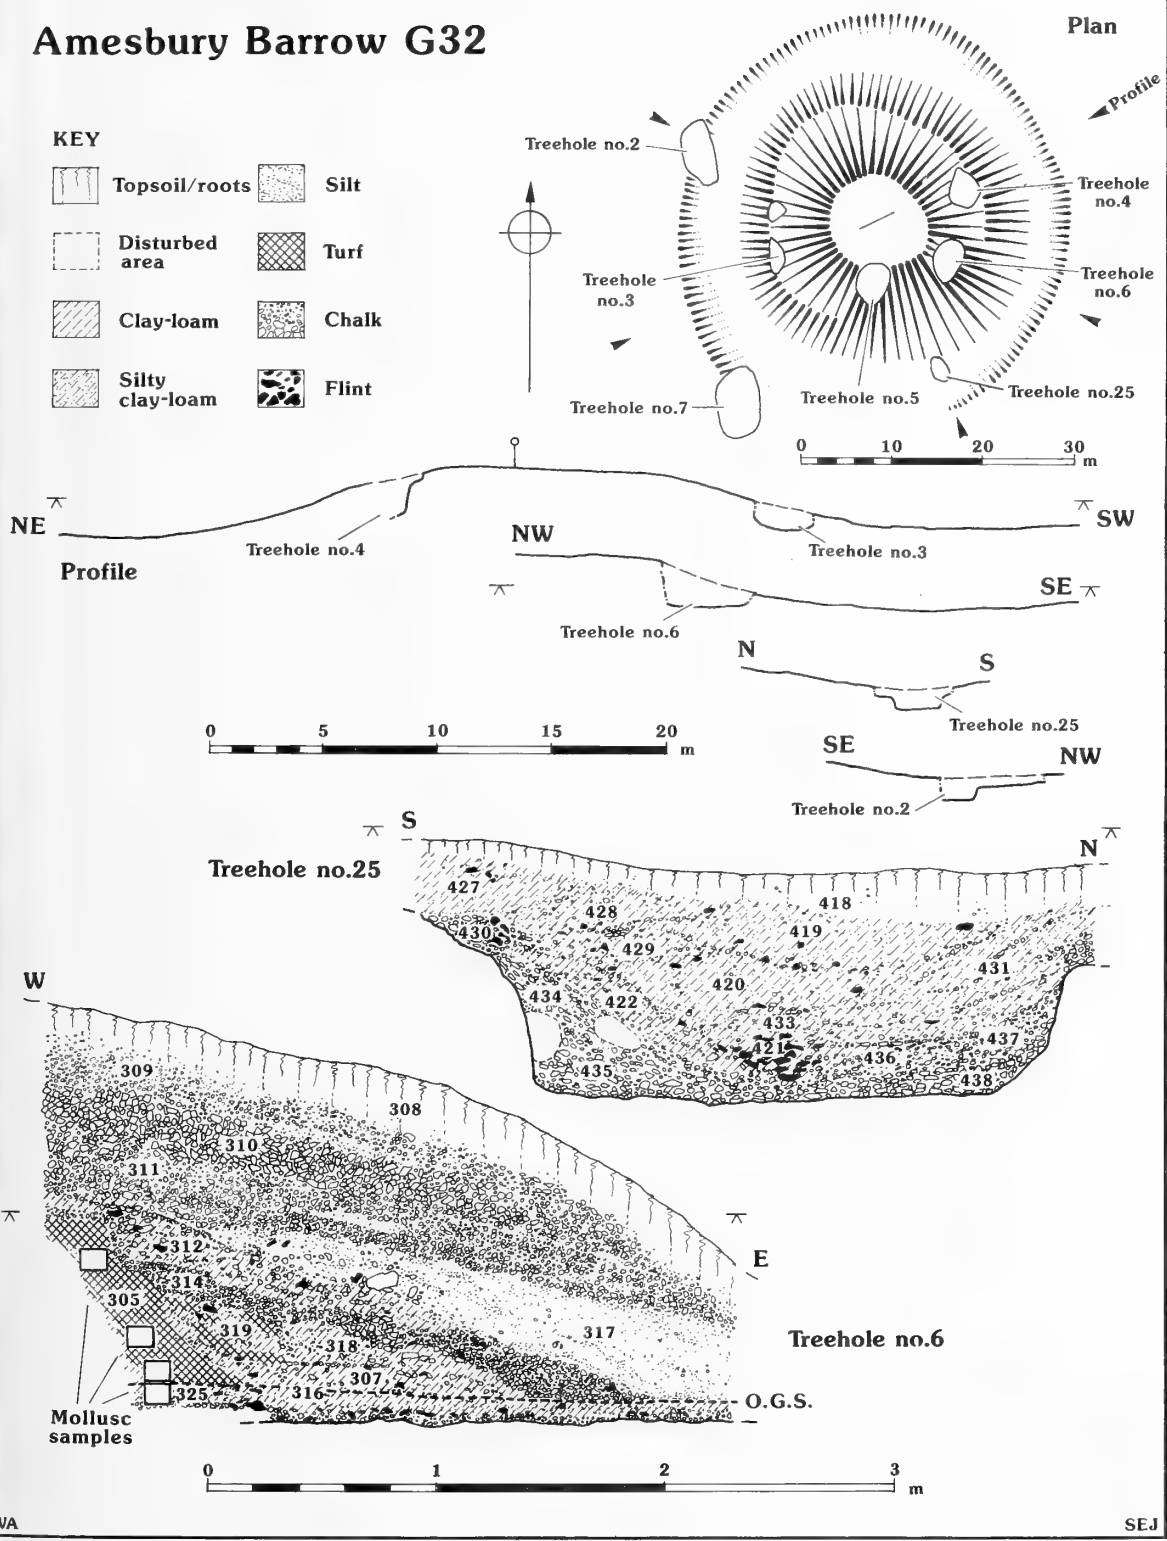 Amesbury Barrow G32
Plan
Profile
KEY
Topsoil/roots
Silt
Disturbed
area
Turf
Clay-loam
Chalk
Silty
clay-loam
Flint
Treehole no.2
Treehole
no.4
Treehole
no.3
Treehole
no.6
Treehole no.7
Treehole no.5
Treehole no.25
0 10 20 30
m
NE
SW
Treehole no.4
Treehole no.3
Profile
NW
SE
Treehole no.6
N
S
Treehole no.25
0 5 10 15 20
m
SE
NW
Treehole no.2
S
N
Treehole no.25
427
418
428
419
430
429
431
420
434
422
433
437
421
436
435
438
W
309
308
310
311
312
314
305
319
317
318
307
325
316
E
Treehole no.6
O.G.S.
Mollusc
samples
0 1 2 3
m
WA
SEJ